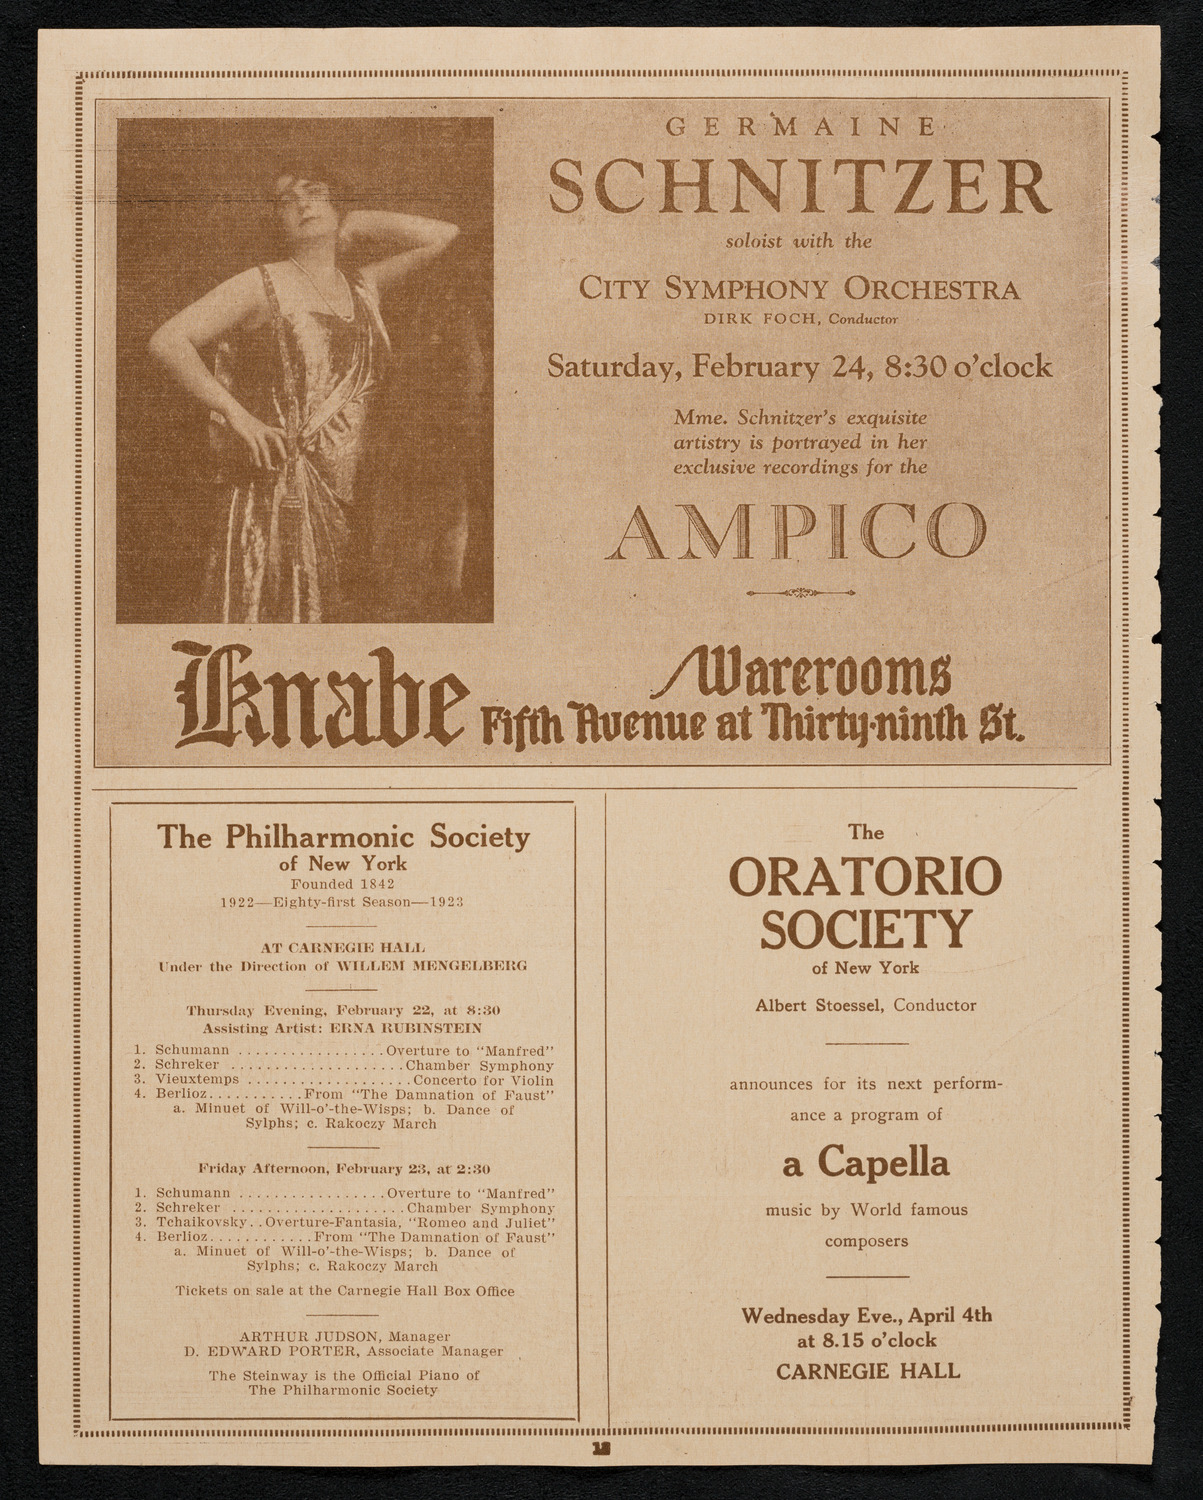 GERMAINE
SCHNITZER
soloist with the
CITY SYMPHONY ORCHESTRA
DIRK FOCH, Conductor
Saturday, February 24, 8:30 o'clock
Mme. Schnitzer's exquisite
artistry is portrayed in her
exclusive recordings for the
AMPICO
Knabe Warerooms
Fifth Avenue at Thirty-ninth St.
The Philharmonic Society
of New York
Founded 1842
1922—Eighty-first Season—1923
AT CARNEGIE HALL
Under the Direction of WILLEM MENGELBERG
Thursday Evening, February 22, at 8:30
Assisting Artist: ERNA RUBINSTEIN
1. Schumann .................Overture to "Manfred"
2. Schreker ....................Chamber Symphony
3. Vieuxtemps ...................Concerto for Violin
4. Berlioz...........From "The Damnation of Faust"
a. Minuet of Will-o'-the-Wisps; b. Dance of
Sylphs; c. Rakoczy March
Friday Afternoon, February 23, at 2:30
1. Schumann .................Overture to "Manfred"
2. Schreker ....................Chamber Symphony
3. Tchaikovsky..Overture-Fantasia, "Romeo and Juliet"
4. Berlioz............From "The Damnation of Faust"
a. Minuet of Will-o'-the-Wisps; b. Dance of
Sylphs; c. Rakoczy March
Tickets on sale at the Carnegie Hall Box Office
ARTHUR JUDSON, Manager
D. EDWARD PORTER, Associate Manager
The Steinway is the Official Piano of
The Philharmonic Society
The
ORATORIO
SOCIETY
of New York
Albert Stoessel, Conductor
announces for its next perform-
ance a program of
a Capella
music by World famous
composers
Wednesday Eve., April 4th
at 8.15 o'clock
CARNEGIE HALL